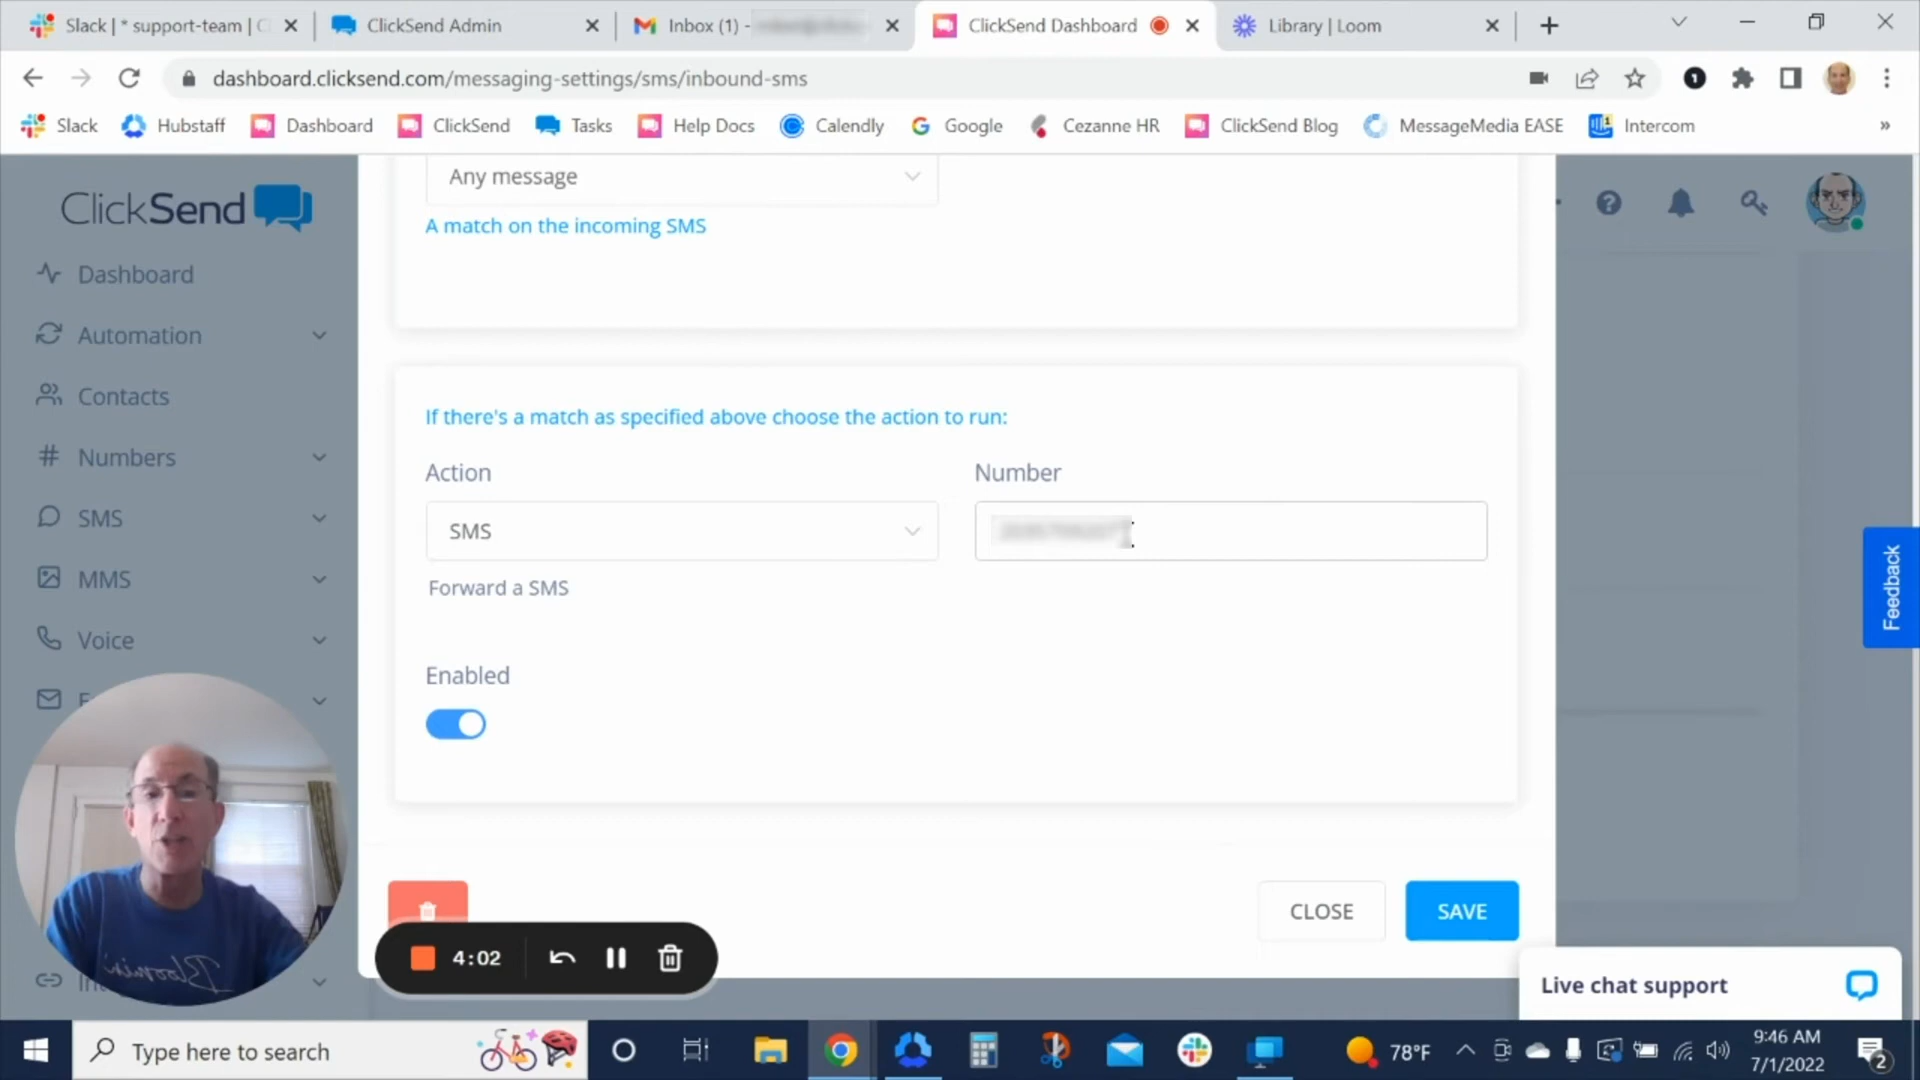 Slack | * support-team | C
ClickSend Admin
Inbox (1) -
ClickSend Dashboard
Library | Loom
dashboard.clicksend.com/messaging-settings/sms/inbound-sms
Slack
Hubstaff
Dashboard
ClickSend
Tasks
Help Docs
Calendly
Google
Cezanne HR
ClickSend Blog
MessageMedia EASE
Intercom
»
ClickSend
Dashboard
Automation
Contacts
Numbers
SMS
MMS
Voice
Any message
A match on the incoming SMS
If there's a match as specified above choose the action to run:
Action
Number
SMS
Forward a SMS
Enabled
CLOSE
SAVE
4:02
Feedback
Live chat support
Type here to search
78°F
9:46 AM
7/1/2022
2